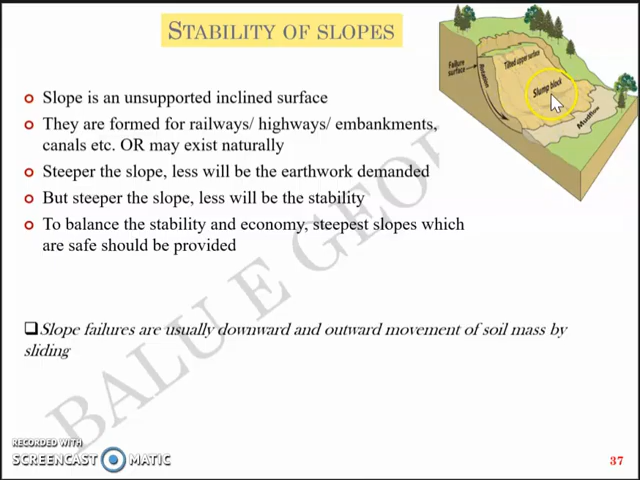 STABILITY OF SLOPES
Slope is an unsupported inclined surface
They are formed for railways/ highways/ embankments,
canals etc. OR may exist naturally
Steeper the slope, less will be the earthwork demanded
But steeper the slope, less will be the stability
To balance the stability and economy, steepest slopes which
are safe should be provided
Slope failures are usually downward and outward movement of soil mass by
sliding
Failure
surface
Rotation
Tilted upper surface
Slump block
Mudflow
BALU E GEOU
RECORDED WITH
SCREENCAST MATIC
37